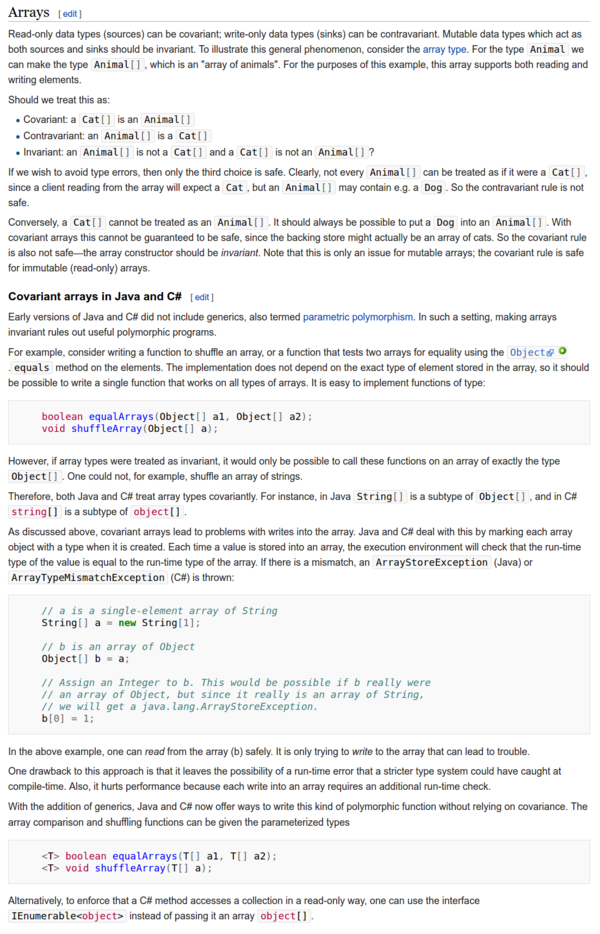 Arrays [ edit ]
Read-only data types (sources) can be covariant; write-only data types (sinks) can be contravariant. Mutable data types which act as
both sources and sinks should be invariant. To illustrate this general phenomenon, consider the array type. For the type Animal we
can make the type Animal[] , which is an "array of animals". For the purposes of this example, this array supports both reading and
writing elements.
Should we treat this as:
• Covariant: a Cat[] is an Animal[]
• Contravariant: an Animal[] is a Cat[]
• Invariant: an Animal[] is not a Cat[] and a Cat[] is not an Animal[] ?
If we wish to avoid type errors, then only the third choice is safe. Clearly, not every Animal[] can be treated as if it were a Cat[] ,
since a client reading from the array will expect a Cat , but an Animal[] may contain e.g. a Dog . So the contravariant rule is not
safe.
Conversely, a Cat[] cannot be treated as an Animal[] . It should always be possible to put a Dog into an Animal[] . With
covariant arrays this cannot be guaranteed to be safe, since the backing store might actually be an array of cats. So the covariant rule
is also not safe—the array constructor should be invariant. Note that this is only an issue for mutable arrays; the covariant rule is safe
for immutable (read-only) arrays.
Covariant arrays in Java and C# [ edit ]
Early versions of Java and C# did not include generics, also termed parametric polymorphism. In such a setting, making arrays
invariant rules out useful polymorphic programs.
For example, consider writing a function to shuffle an array, or a function that tests two arrays for equality using the Object
. equals method on the elements. The implementation does not depend on the exact type of element stored in the array, so it should
be possible to write a single function that works on all types of arrays. It is easy to implement functions of type:
boolean equalArrays(Object[] a1, Object[] a2);
void shuffleArray(Object[] a);
However, if array types were treated as invariant, it would only be possible to call these functions on an array of exactly the type
Object[] . One could not, for example, shuffle an array of strings.
Therefore, both Java and C# treat array types covariantly. For instance, in Java String[] is a subtype of Object[] , and in C#
string[] is a subtype of object[] .
As discussed above, covariant arrays lead to problems with writes into the array. Java and C# deal with this by marking each array
object with a type when it is created. Each time a value is stored into an array, the execution environment will check that the run-time
type of the value is equal to the run-time type of the array. If there is a mismatch, an ArrayStoreException (Java) or
ArrayTypeMismatchException (C#) is thrown:
// a is a single-element array of String
String[] a = new String[1];
// b is an array of Object
Object[] b = a;
// Assign an Integer to b. This would be possible if b really were
// an array of Object, but since it really is an array of String,
// we will get a java.lang.ArrayStoreException.
b[0] = 1;
In the above example, one can read from the array (b) safely. It is only trying to write to the array that can lead to trouble.
One drawback to this approach is that it leaves the possibility of a run-time error that a stricter type system could have caught at
compile-time. Also, it hurts performance because each write into an array requires an additional run-time check.
With the addition of generics, Java and C# now offer ways to write this kind of polymorphic function without relying on covariance. The
array comparison and shuffling functions can be given the parameterized types
<T> boolean equalArrays(T[] a1, T[] a2);
<T> void shuffleArray(T[] a);
Alternatively, to enforce that a C# method accesses a collection in a read-only way, one can use the interface
IEnumerable<object> instead of passing it an array object[] .